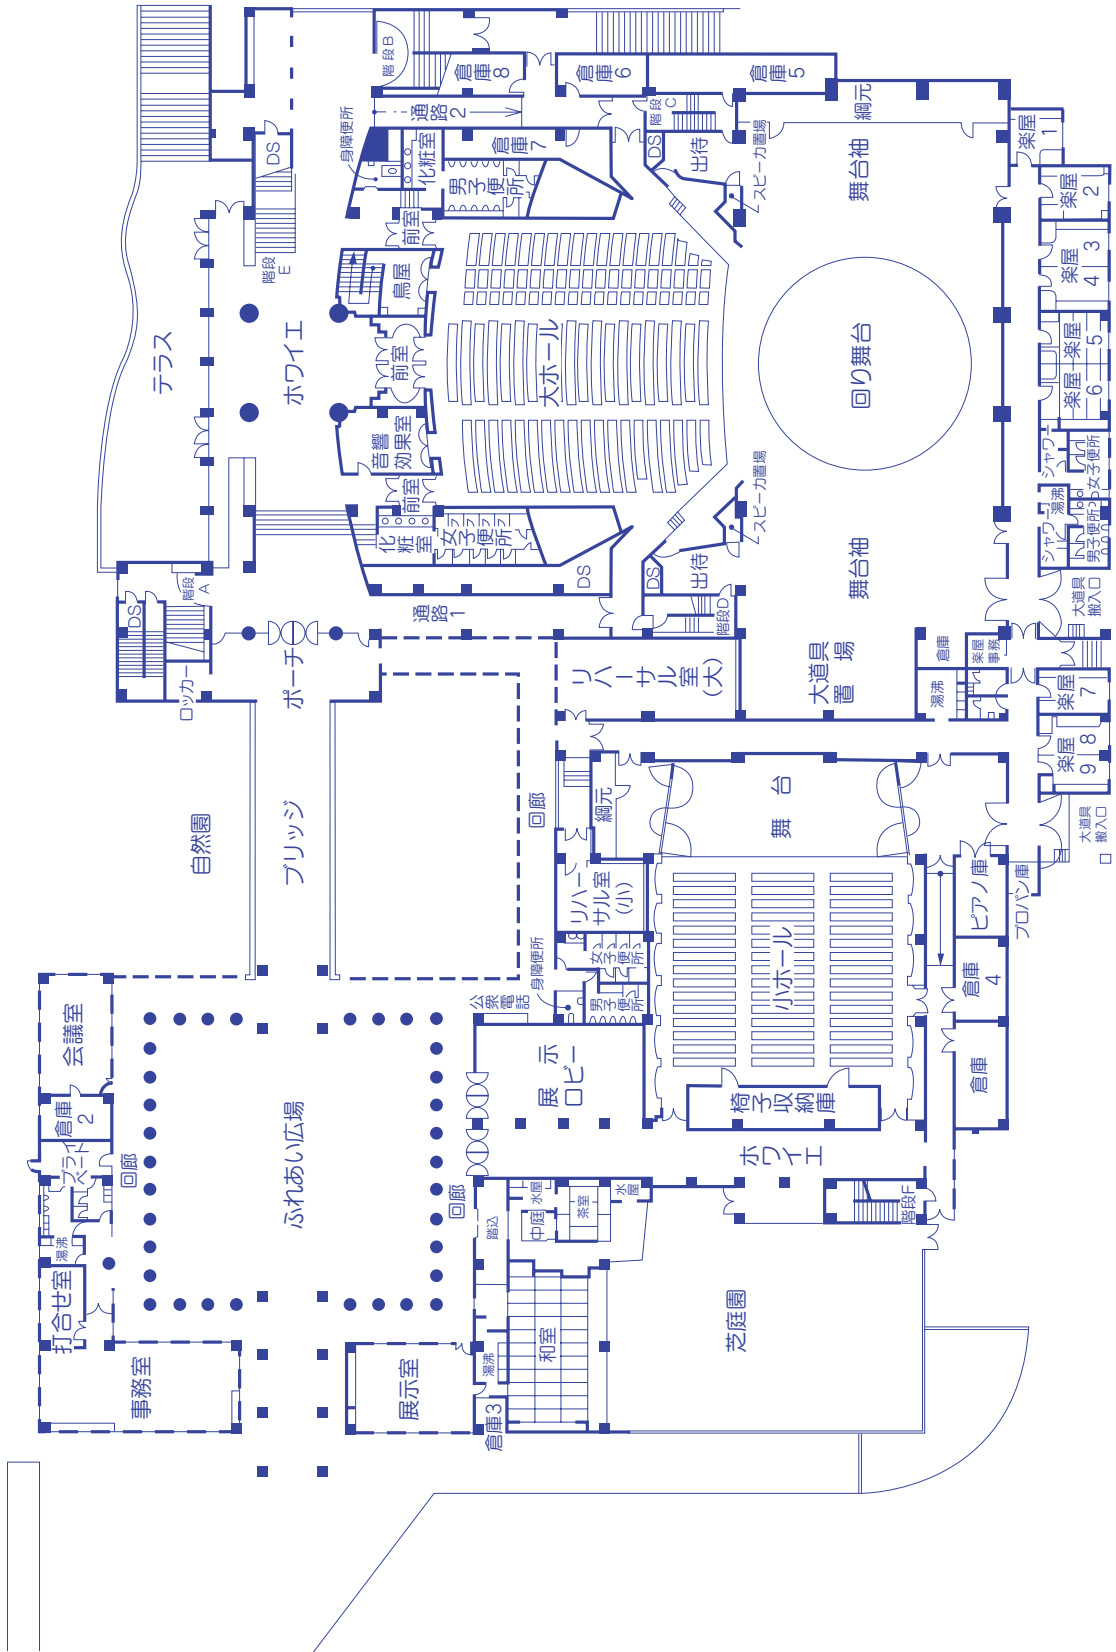 階段B
倉庫8
倉庫6
倉庫5
通路2
階段
C
綱元
身障便所
化粧室
倉庫7
男子便所
DS
DS
出待
スピーカ置場
舞台袖
楽屋
1
楽屋
2
楽屋
3
4
楽屋
5
楽屋
6
前室
階段
E
鳥屋
テラス
ホワイエ
前室
大ホール
回り舞台
音響
効果室
前室
シャワー
女子便所
湯沸
シャワー
男子便所
化粧室
女子便所
スピーカ置場
舞台袖
DS
DS
出待
階段
A
DS
通路1
階段D
大道具
搬入口
ロッカー
ポーチ
リハーサル室
(大)
大道具
置場
倉庫
楽屋
事務
湯沸
楽屋
7
楽屋
8
9
自然園
ブリッジ
回廊
綱元
舞台
大道具
搬入口
リハー
サル室
(小)
ピアノ庫
プロパン庫
小ホール
女子便所
身障便所
男子便所
公衆電話
倉庫
4
会議室
展示
ロビー
倉庫
倉庫
2
椅子収納庫
プライ
ベート
回廊
ふれあい広場
回廊
ホワイエ
水屋
水屋
茶室
中庭
踏込
階段F
湯沸
打合せ室
芝庭園
和室
湯沸
事務室
展示室
倉庫3